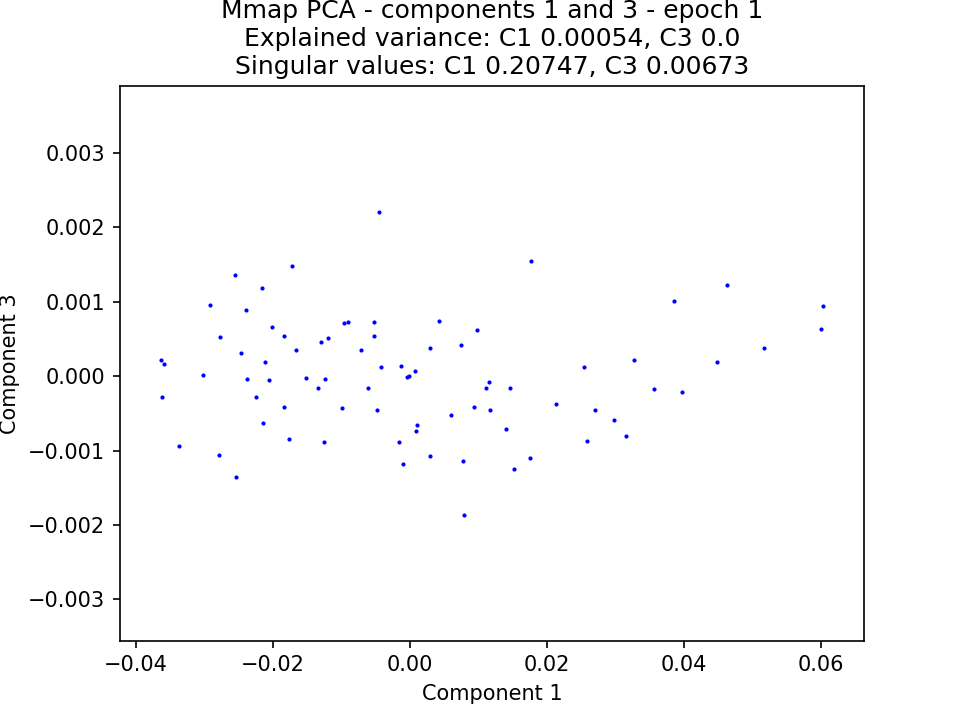 Mmap PCA - components 1 and 3 - epoch 1
Explained variance: C1 0.00054, C3 0.0
Singular values: C1 0.20747, C3 0.00673
Component 3
0.003
0.002
0.001
0.000
−0.001
−0.002
−0.003
−0.04 −0.02 0.00 0.02 0.04 0.06
Component 1